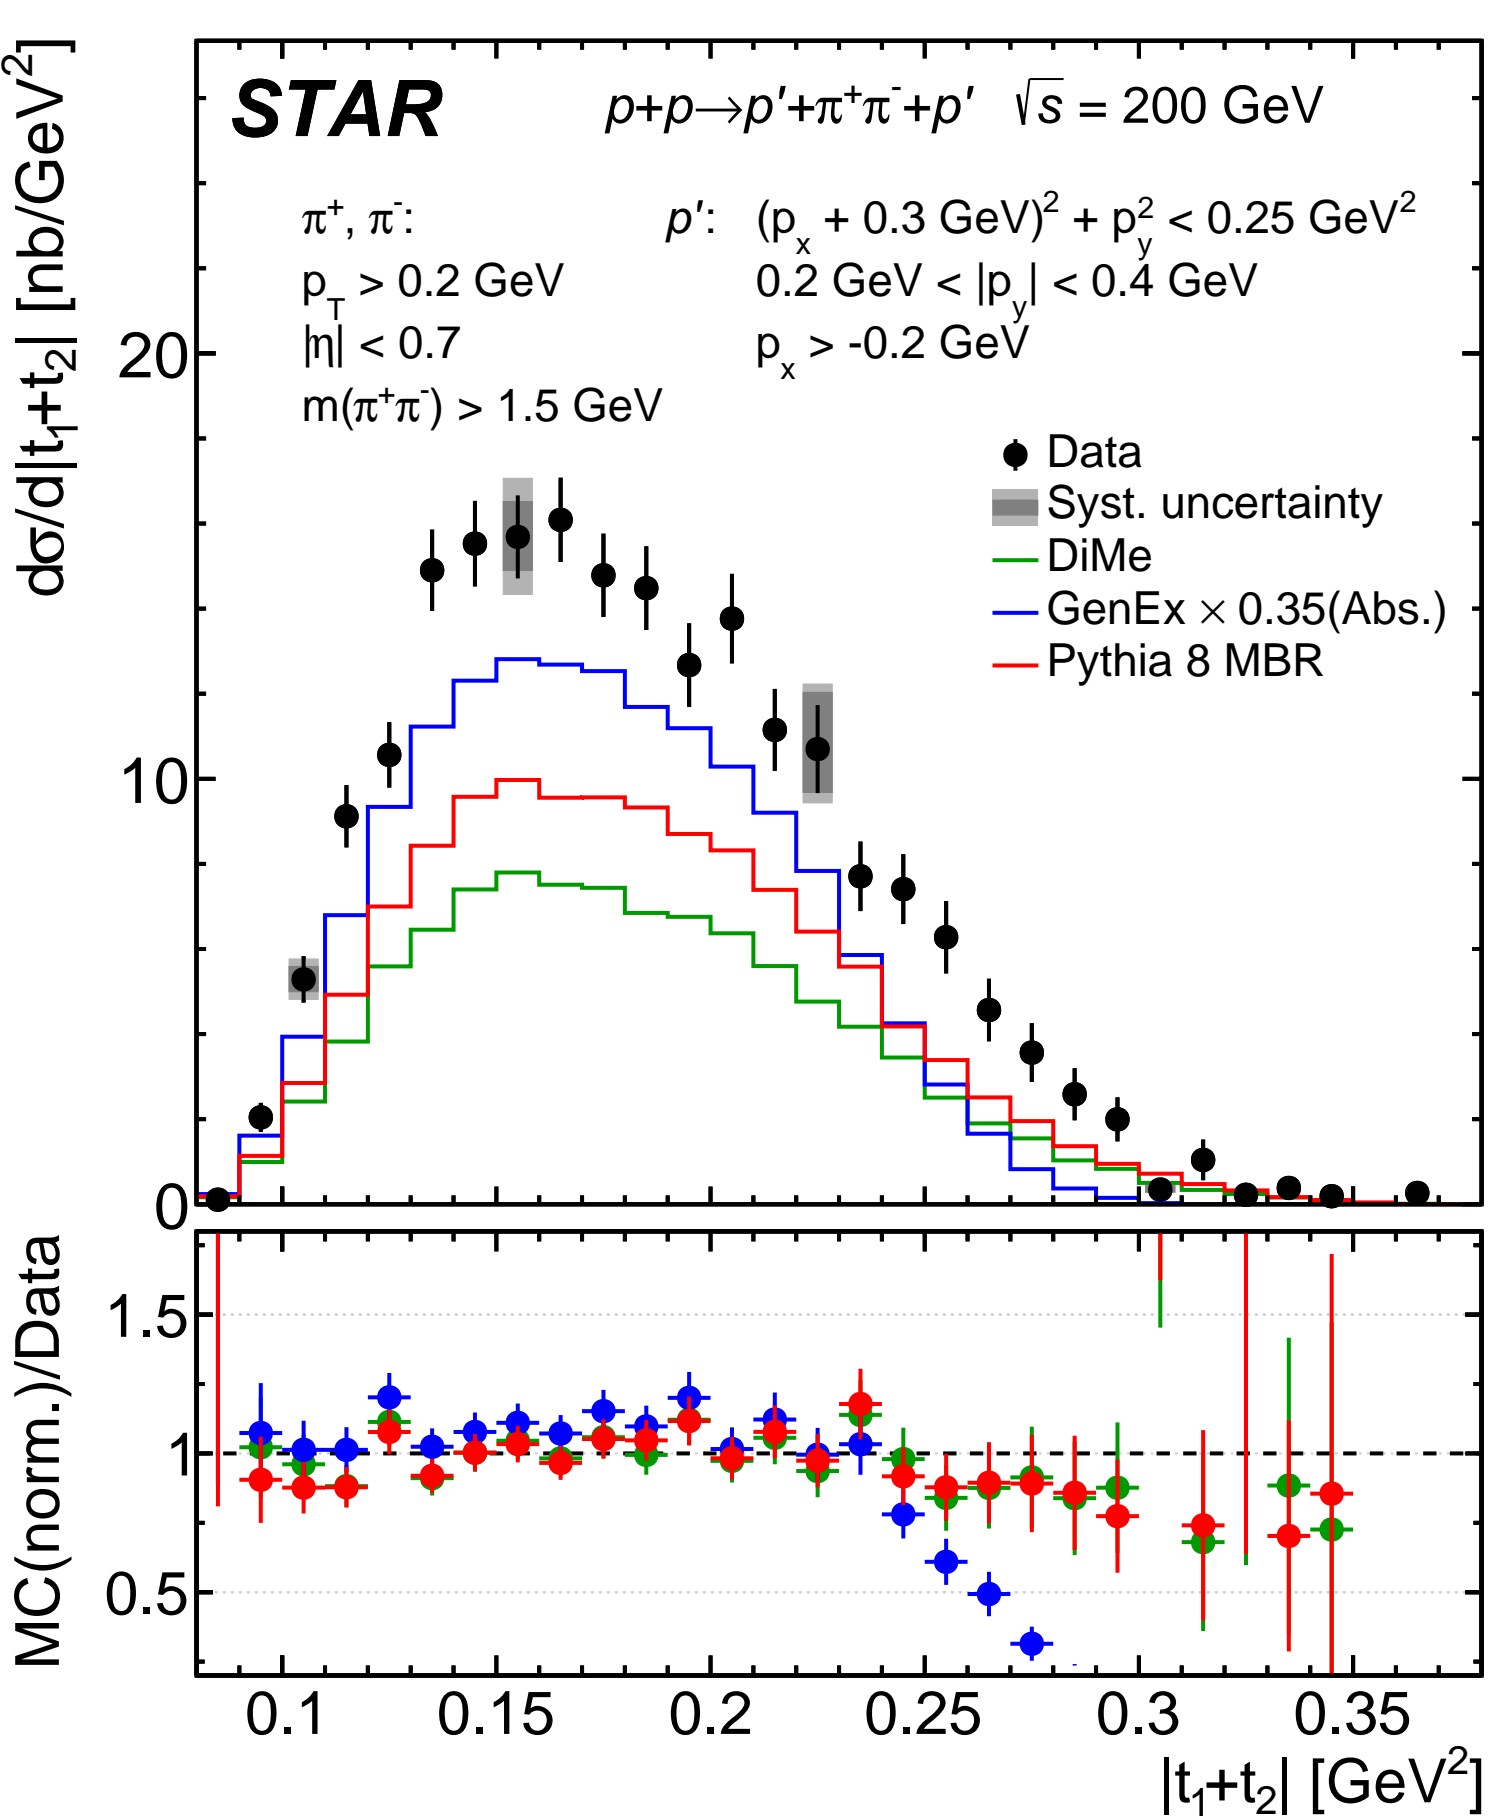 STAR p+p→p′+π⁺π⁻+p′ √s = 200 GeV
π⁺, π⁻: p′: (pₓ + 0.3 GeV)² + p_y² < 0.25 GeV²
p_T > 0.2 GeV 0.2 GeV < |p_y| < 0.4 GeV
|η| < 0.7 pₓ > -0.2 GeV
m(π⁺π⁻) > 1.5 GeV
Data
Syst. uncertainty
DiMe
GenEx × 0.35(Abs.)
Pythia 8 MBR
dσ/d|t₁+t₂| [nb/GeV²]
20
10
0
MC(norm.)/Data
1.5
1
0.5
0.1 0.15 0.2 0.25 0.3 0.35
|t₁+t₂| [GeV²]